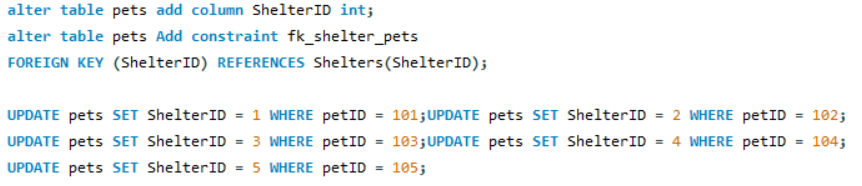 alter table pets add column ShelterID int;
alter table pets Add constraint fk_shelter_pets
FOREIGN KEY (ShelterID) REFERENCES Shelters(ShelterID);
UPDATE pets SET ShelterID = 1 WHERE petID = 101;UPDATE pets SET ShelterID = 2 WHERE petID = 102;
UPDATE pets SET ShelterID = 3 WHERE petID = 103;UPDATE pets SET ShelterID = 4 WHERE petID = 104;
UPDATE pets SET ShelterID = 5 WHERE petID = 105;